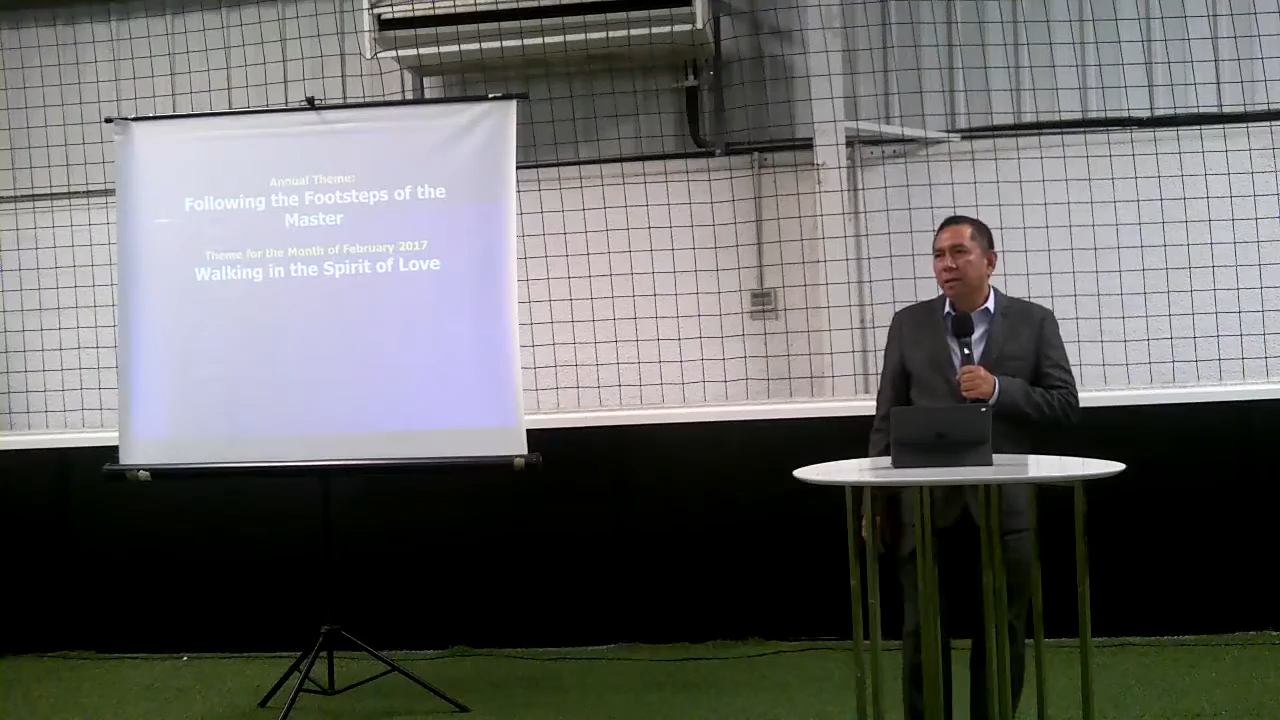 Annual Theme:
Following the Footsteps of the
Master
Theme for the Month of February 2017
Walking in the Spirit of Love